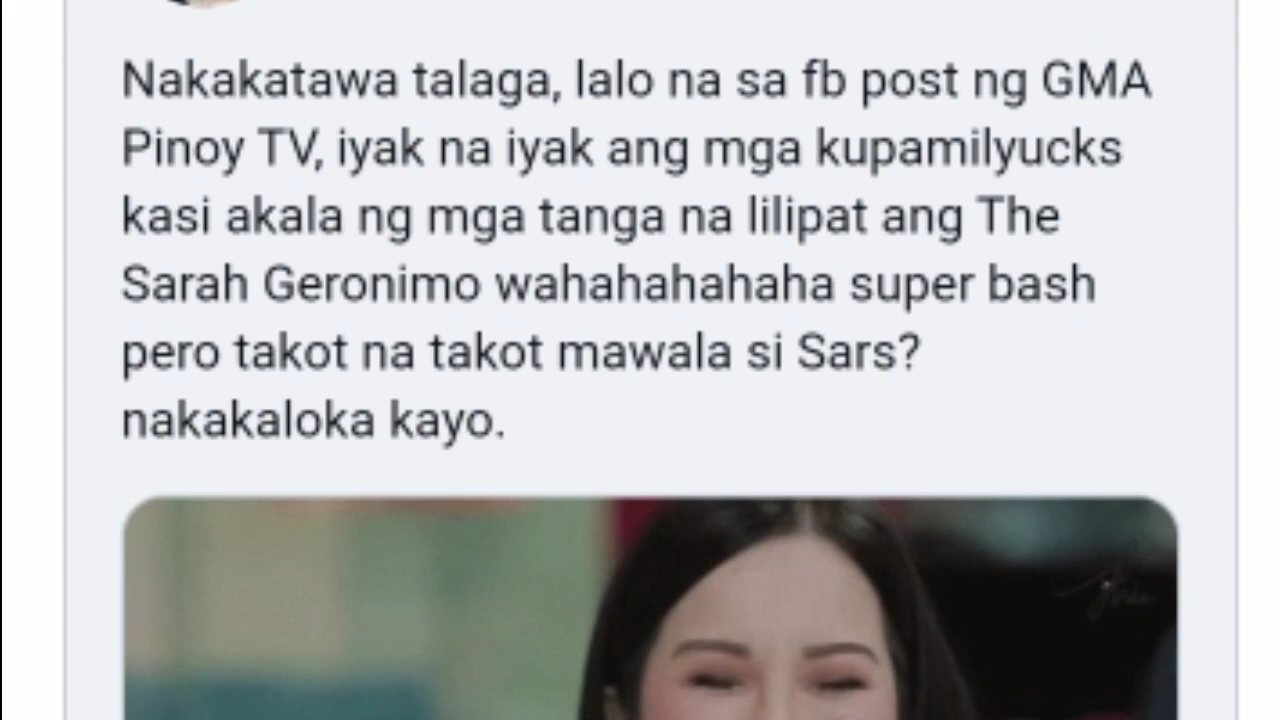 Nakakatawa talaga, lalo na sa fb post ng GMA
Pinoy TV, iyak na iyak ang mga kupamilyucks
kasi akala ng mga tanga na lilipat ang The
Sarah Geronimo wahahahahaha super bash
pero takot na takot mawala si Sars?
nakakaloka kayo.